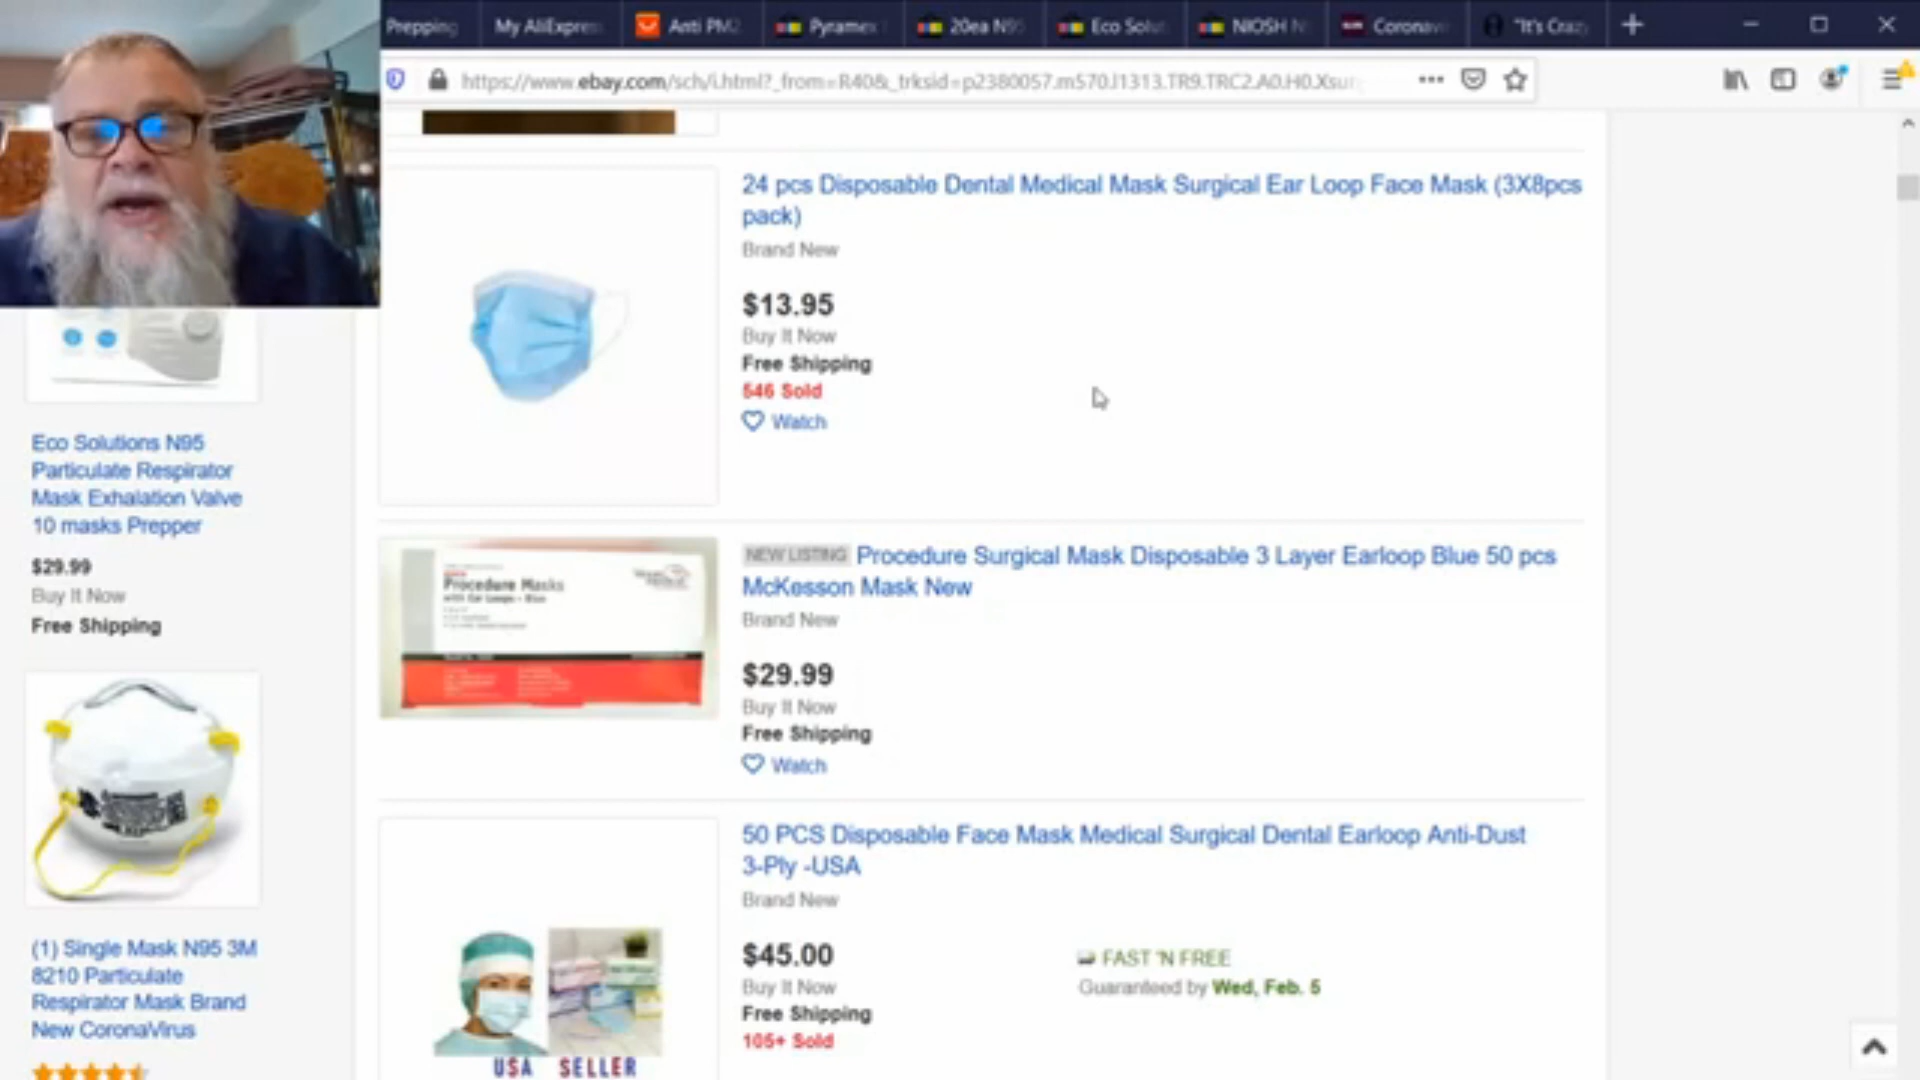 Prepping
My AliExpres
Anti PM2
Pyramex
20ea N95
Eco Solut
NIOSH N
Coronavi
"It's Crazy
https://www.ebay.com/sch/i.html?_from=R40&_trksid=p2380057.m570.l1313.TR9.TRC2.A0.H0.Xsur
24 pcs Disposable Dental Medical Mask Surgical Ear Loop Face Mask (3X8pcs
pack)
Brand New
$13.95
Buy It Now
Free Shipping
546 Sold
Watch
Eco Solutions N95
Particulate Respirator
Mask Exhalation Valve
10 masks Prepper
$29.99
Buy It Now
Free Shipping
Procedure Masks
with Ear Loops - Blue
NEW LISTING Procedure Surgical Mask Disposable 3 Layer Earloop Blue 50 pcs
McKesson Mask New
Brand New
$29.99
Buy It Now
Free Shipping
Watch
(1) Single Mask N95 3M
8210 Particulate
Respirator Mask Brand
New CoronaVirus
50 PCS Disposable Face Mask Medical Surgical Dental Earloop Anti-Dust
3-Ply -USA
Brand New
$45.00
Buy It Now
Free Shipping
105+ Sold
FAST 'N FREE
Guaranteed by Wed, Feb. 5
USA SELLER